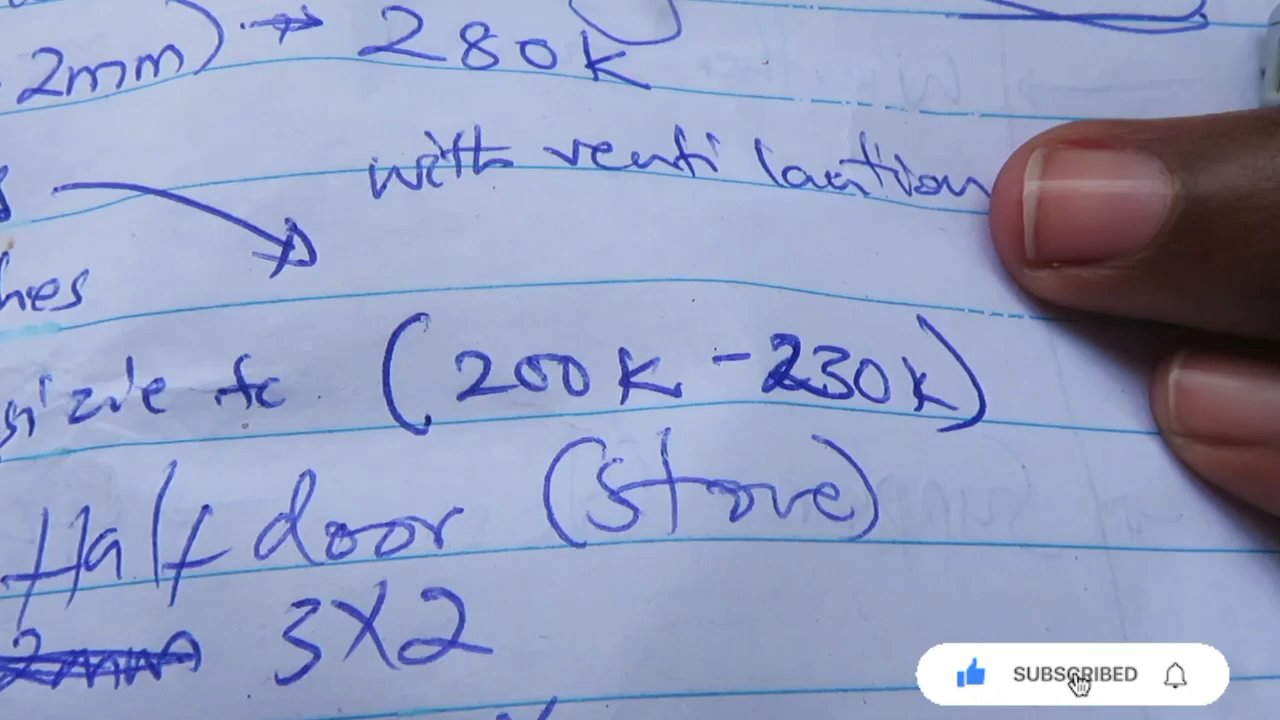 2mm) → 280k
with ventilation
hes
(200k - 230k)
Half door (Store)
3X2
SUBSCRIBED